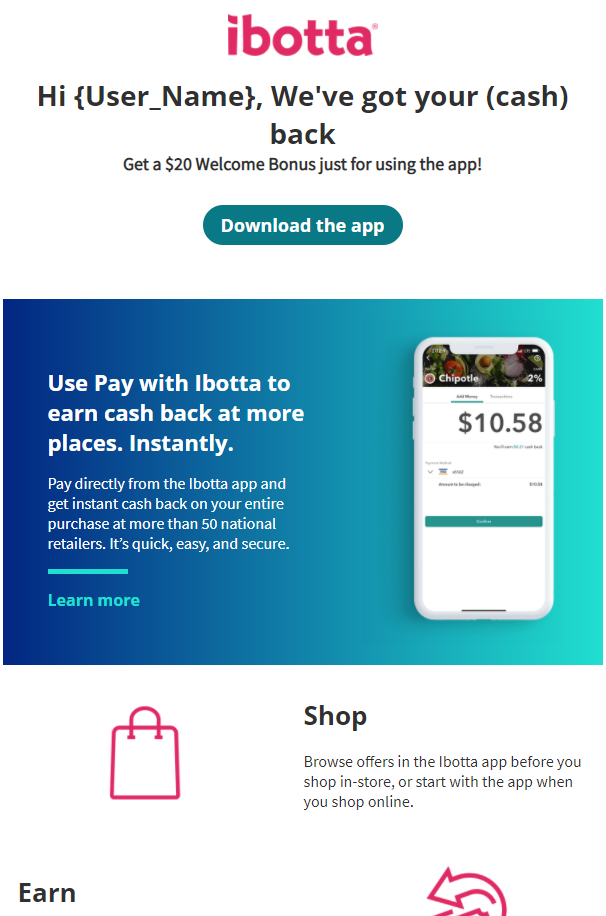 ibotta
Hi {User_Name}, We've got your (cash)
back
Get a $20 Welcome Bonus just for using the app!
Download the app
Use Pay with Ibotta to
earn cash back at more
places. Instantly.
Pay directly from the Ibotta app and
get instant cash back on your entire
purchase at more than 50 national
retailers. It’s quick, easy, and secure.
Learn more
Chipotle 2%
Add Money Transactions
$10.58
cash back
Payment Method
Amount to be charged: $10.58
Confirm
Shop
Browse offers in the Ibotta app before you
shop in-store, or start with the app when
you shop online.
Earn